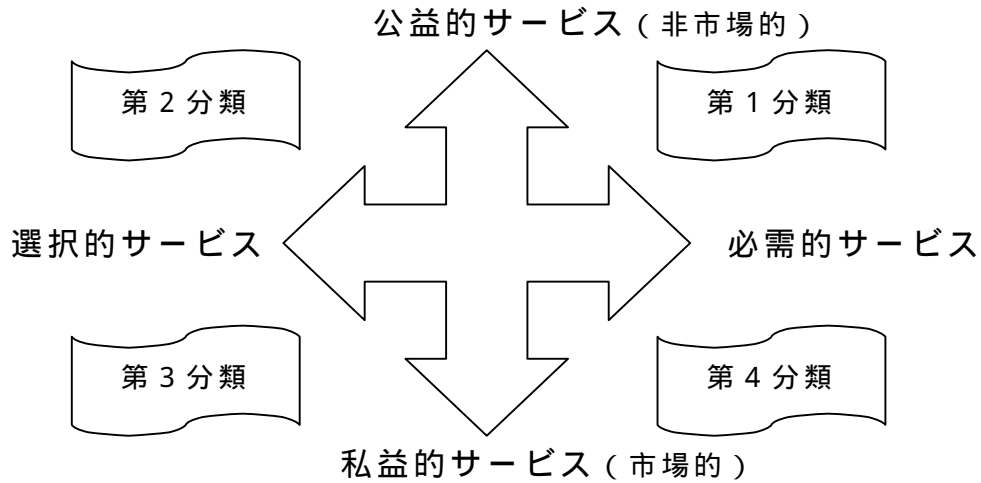 公益的サービス（非市場的）
第２分類
第１分類
選択的サービス
必需的サービス
第３分類
第４分類
私益的サービス（市場的）